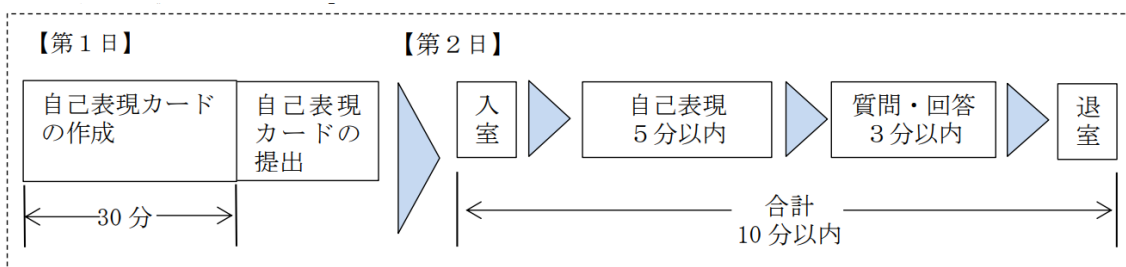 【第１日】
自己表現カード
の作成
自己表現
カードの
提出
30 分
【第２日】
入
室
自己表現
５分以内
質問・回答
３分以内
退
室
合計
10 分以内